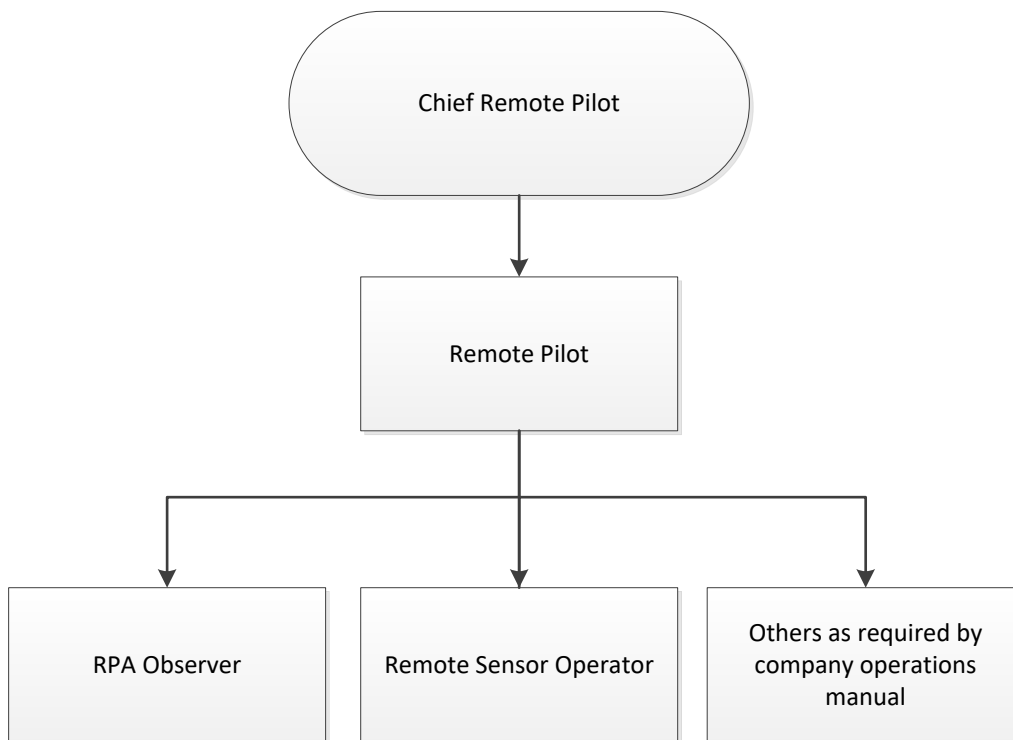 Chief Remote Pilot
Remote Pilot
RPA Observer
Remote Sensor Operator
Others as required by
company operations
manual